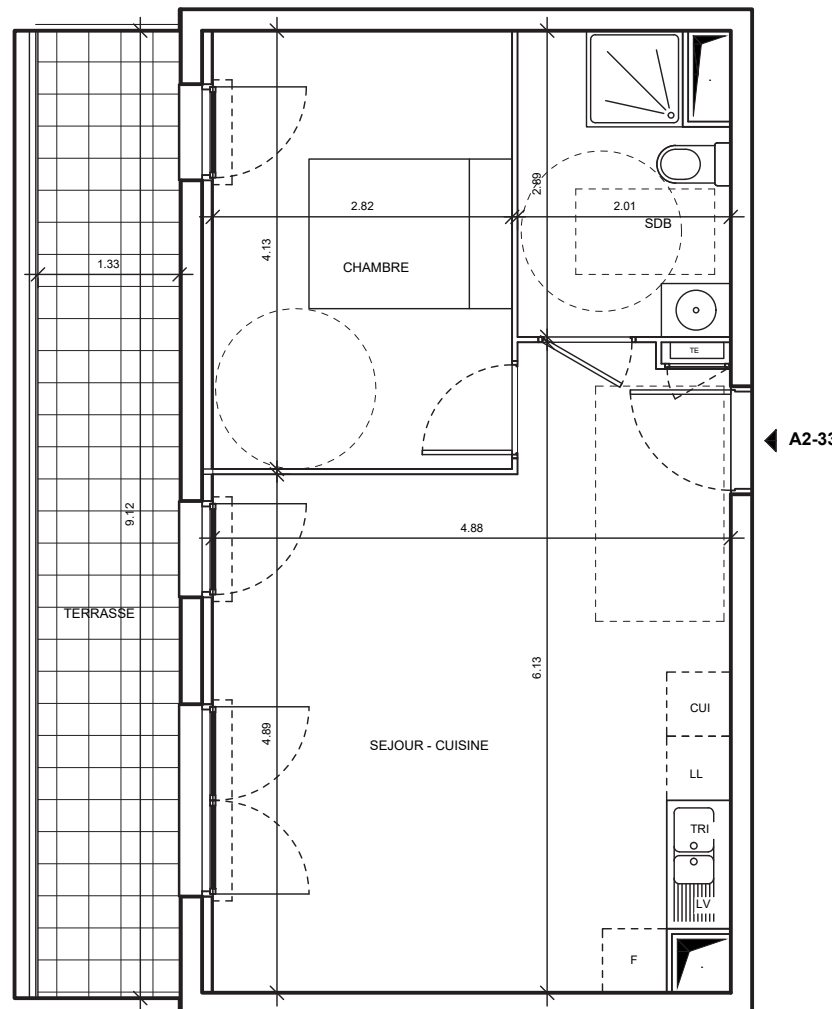 2.89
2.82
2.01
SDB
4.13
1.33
CHAMBRE
TE
A2-33
9.12
4.88
TERRASSE
6.13
CUI
4.89
SEJOUR - CUISINE
LL
TRI
LV
F